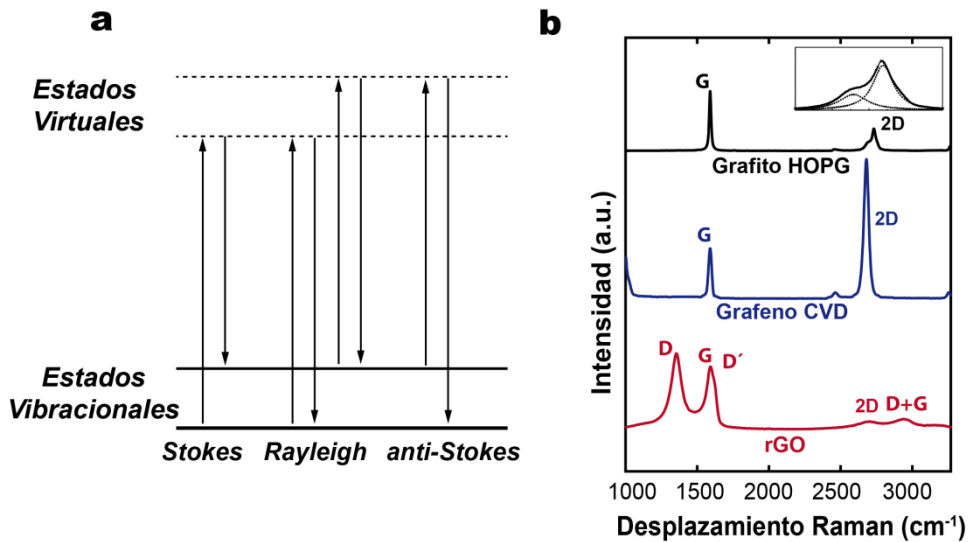 a
Estados
Virtuales
Estados
Vibracionales
Stokes Rayleigh anti-Stokes
b
Intensidad (a.u.)
G
2D
Grafito HOPG
G
2D
Grafeno CVD
D G D´
2D D+G
rGO
1000 1500 2000 2500 3000
Desplazamiento Raman (cm⁻¹)